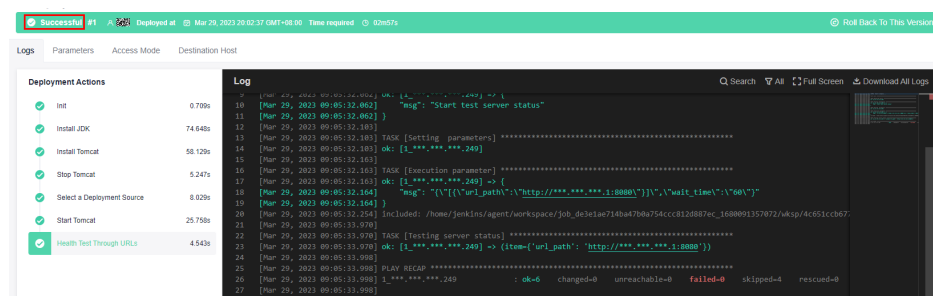 Successful #1 Deployed at Mar 29, 2023 20:02:37 GMT+08:00 Time required 02m57s Roll Back To This Version
Logs Parameters Access Mode Destination Host
Deployment Actions
Init 0.709s
Install JDK 74.648s
Install Tomcat 58.129s
Stop Tomcat 5.247s
Select a Deployment Source 8.029s
Start Tomcat 25.758s
Health Test Through URLs 4.543s
Log Search All Full Screen Download All Logs
9 [Mar 29, 2023 09:05:32.062] ok: [1_***.***.***.249] => {
10 [Mar 29, 2023 09:05:32.062] "msg": "Start test server status"
11 [Mar 29, 2023 09:05:32.062] }
12 [Mar 29, 2023 09:05:32.103]
13 [Mar 29, 2023 09:05:32.103] TASK [Setting parameters] ****************************************************
14 [Mar 29, 2023 09:05:32.103] ok: [1_***.***.***.249]
15 [Mar 29, 2023 09:05:32.163]
16 [Mar 29, 2023 09:05:32.163] TASK [Execution parameter] ***************************************************
17 [Mar 29, 2023 09:05:32.163] ok: [1_***.***.***.249] => {
18 [Mar 29, 2023 09:05:32.164] "msg": "{\"[{\"url_path\":\"http://***.***.***.1:8080\"}]\",\"wait_time\":\"60\"}"
19 [Mar 29, 2023 09:05:32.164] }
20 [Mar 29, 2023 09:05:32.254] included: /home/jenkins/agent/workspace/job_de3e1ae714ba47b0a754ccc812d887ec_1680091357072/wksp/4c651ccb677
21 [Mar 29, 2023 09:05:33.970]
22 [Mar 29, 2023 09:05:33.970] TASK [Testing server status] *************************************************
23 [Mar 29, 2023 09:05:33.970] ok: [1_***.***.***.249] => (item={'url_path': 'http://***.***.***.1:8080'})
24 [Mar 29, 2023 09:05:33.998]
25 [Mar 29, 2023 09:05:33.998] PLAY RECAP *******************************************************************
26 [Mar 29, 2023 09:05:33.998] 1_***.***.***.249 : ok=6 changed=0 unreachable=0 failed=0 skipped=4 rescued=0
27 [Mar 29, 2023 09:05:33.998]